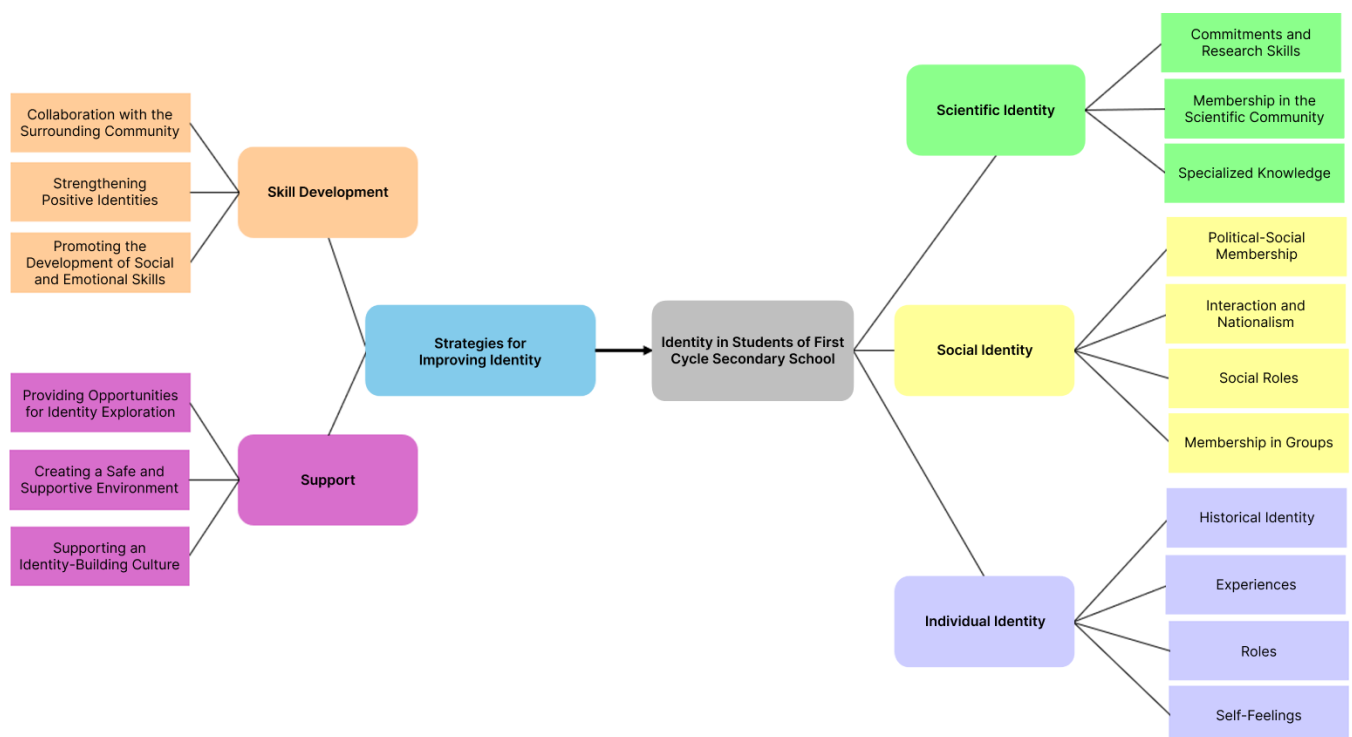 Collaboration with the
Surrounding Community
Strengthening
Positive Identities
Promoting the
Development of Social
and Emotional Skills
Skill Development
Providing Opportunities
for Identity Exploration
Creating a Safe and
Supportive Environment
Supporting an
Identity-Building Culture
Support
Strategies for
Improving Identity
Identity in Students of First
Cycle Secondary School
Scientific Identity
Commitments and
Research Skills
Membership in the
Scientific Community
Specialized Knowledge
Social Identity
Political-Social
Membership
Interaction and
Nationalism
Social Roles
Membership in Groups
Individual Identity
Historical Identity
Experiences
Roles
Self-Feelings